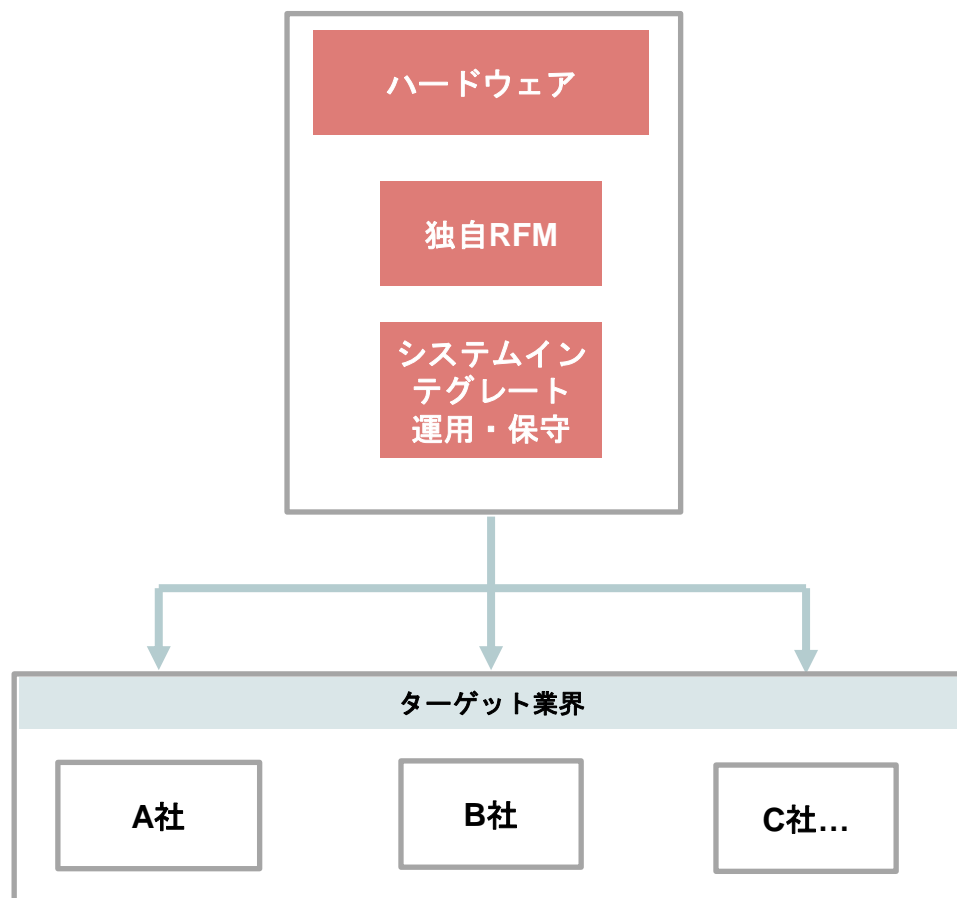 ハードウェア
独自RFM
システムイン
テグレート
運用・保守
ターゲット業界
A社
B社
C社…